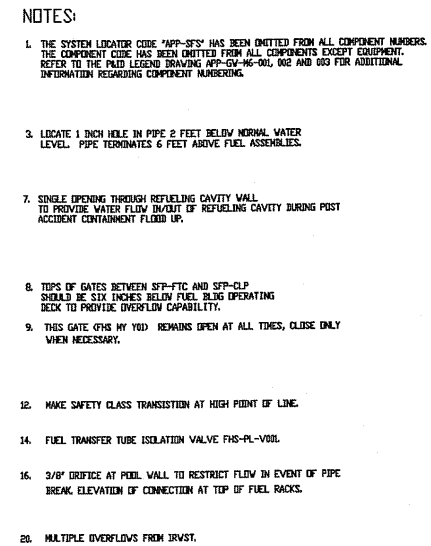 NOTES:
1. THE SYSTEM LOCATOR CODE "APP-SFS" HAS BEEN OMITTED FROM ALL COMPONENT NUMBERS.
THE COMPONENT CODE HAS BEEN OMITTED FROM ALL COMPONENTS EXCEPT EQUIPMENT.
REFER TO THE P&ID LEGEND DRAWING APP-GW-M6-001, 002 AND 003 FOR ADDITIONAL
INFORMATION REGARDING COMPONENT NUMBERING.
3. LOCATE 1 INCH HOLE IN PIPE 2 FEET BELOW NORMAL WATER
LEVEL. PIPE TERMINATES 6 FEET ABOVE FUEL ASSEMBLIES.
7. SINGLE OPENING THROUGH REFUELING CAVITY WALL
TO PROVIDE WATER FLOW IN/OUT OF REFUELING CAVITY DURING POST
ACCIDENT CONTAINMENT FLOOD UP.
8. TOPS OF GATES BETWEEN SFP-FTC AND SFP-CLP
SHOULD BE SIX INCHES BELOW FUEL BLDG OPERATING
DECK TO PROVIDE OVERFLOW CAPABILITY.
9. THIS GATE (FHS MY Y01) REMAINS OPEN AT ALL TIMES, CLOSE ONLY
WHEN NECESSARY.
12. MAKE SAFETY CLASS TRANSISTION AT HIGH POINT OF LINE.
14. FUEL TRANSFER TUBE ISOLATION VALVE FHS-PL-V001.
16. 3/8" ORIFICE AT POOL WALL TO RESTRICT FLOW IN EVENT OF PIPE
BREAK. ELEVATION OF CONNECTION AT TOP OF FUEL RACKS.
20. MULTIPLE OVERFLOWS FROM IRWST.